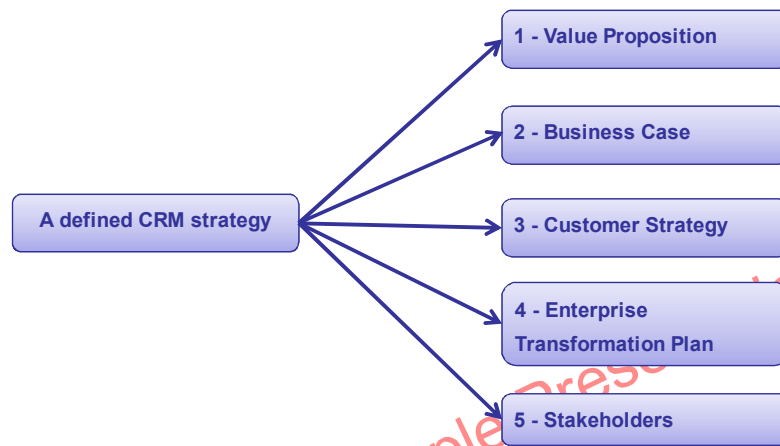 1 - Value Proposition
2 - Business Case
A defined CRM strategy
3 - Customer Strategy
4 - Enterprise
Transformation Plan
5 - Stakeholders